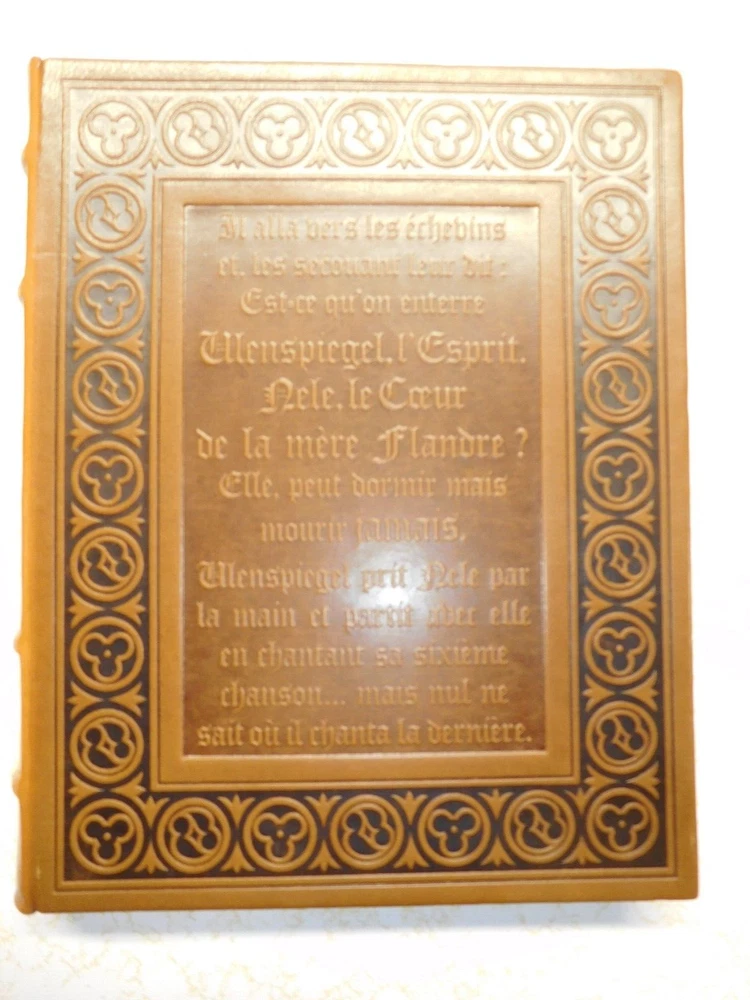 Il alla vers les échevins
et, les secouant leur dit :
Est-ce qu'on enterre
Ulenspiegel, l'Esprit,
Nele, le Cœur
de la mère Flandre ?
Elle, peut dormir mais
mourir JAMAIS,
Ulenspiegel prit Nele par
la main et partit avec elle
en chantant sa sixième
chanson... mais nul ne
sait où il chanta la dernière.